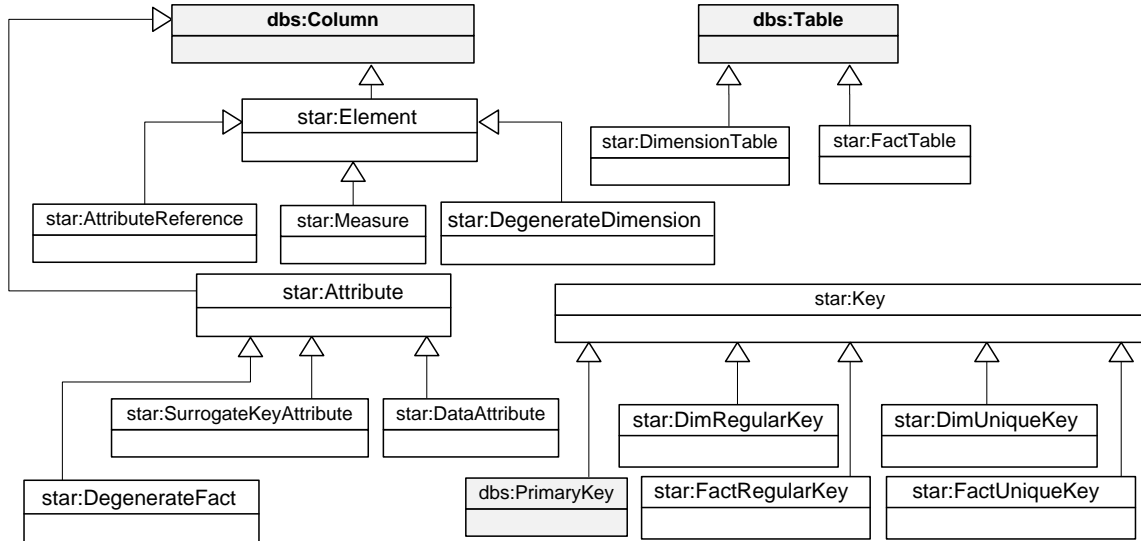 dbs:Column
dbs:Table
star:Element
star:DimensionTable
star:FactTable
star:AttributeReference
star:Measure
star:DegenerateDimension
star:Attribute
star:Key
star:SurrogateKeyAttribute
star:DataAttribute
star:DimRegularKey
star:DimUniqueKey
star:DegenerateFact
dbs:PrimaryKey
star:FactRegularKey
star:FactUniqueKey